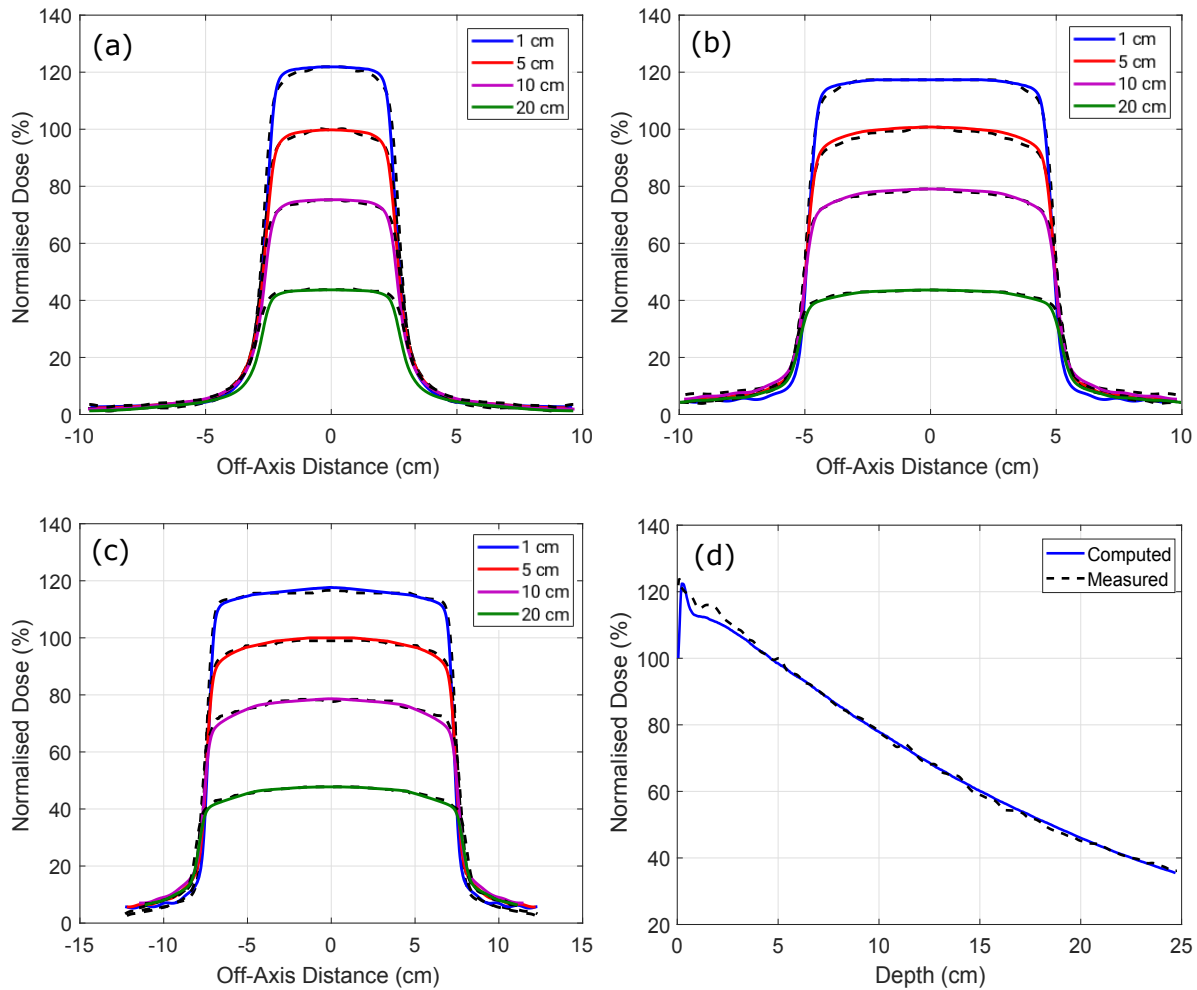 (a)
1 cm
5 cm
10 cm
20 cm
140
120
100
80
60
40
20
0
-10
-5
0
5
10
Normalised Dose (%)
Off-Axis Distance (cm)
(b)
1 cm
5 cm
10 cm
20 cm
140
120
100
80
60
40
20
0
-10
-5
0
5
10
Normalised Dose (%)
Off-Axis Distance (cm)
(c)
1 cm
5 cm
10 cm
20 cm
140
120
100
80
60
40
20
0
-15
-10
-5
0
5
10
15
Normalised Dose (%)
Off-Axis Distance (cm)
(d)
Computed
Measured
140
120
100
80
60
40
20
0
5
10
15
20
25
Normalised Dose (%)
Depth (cm)